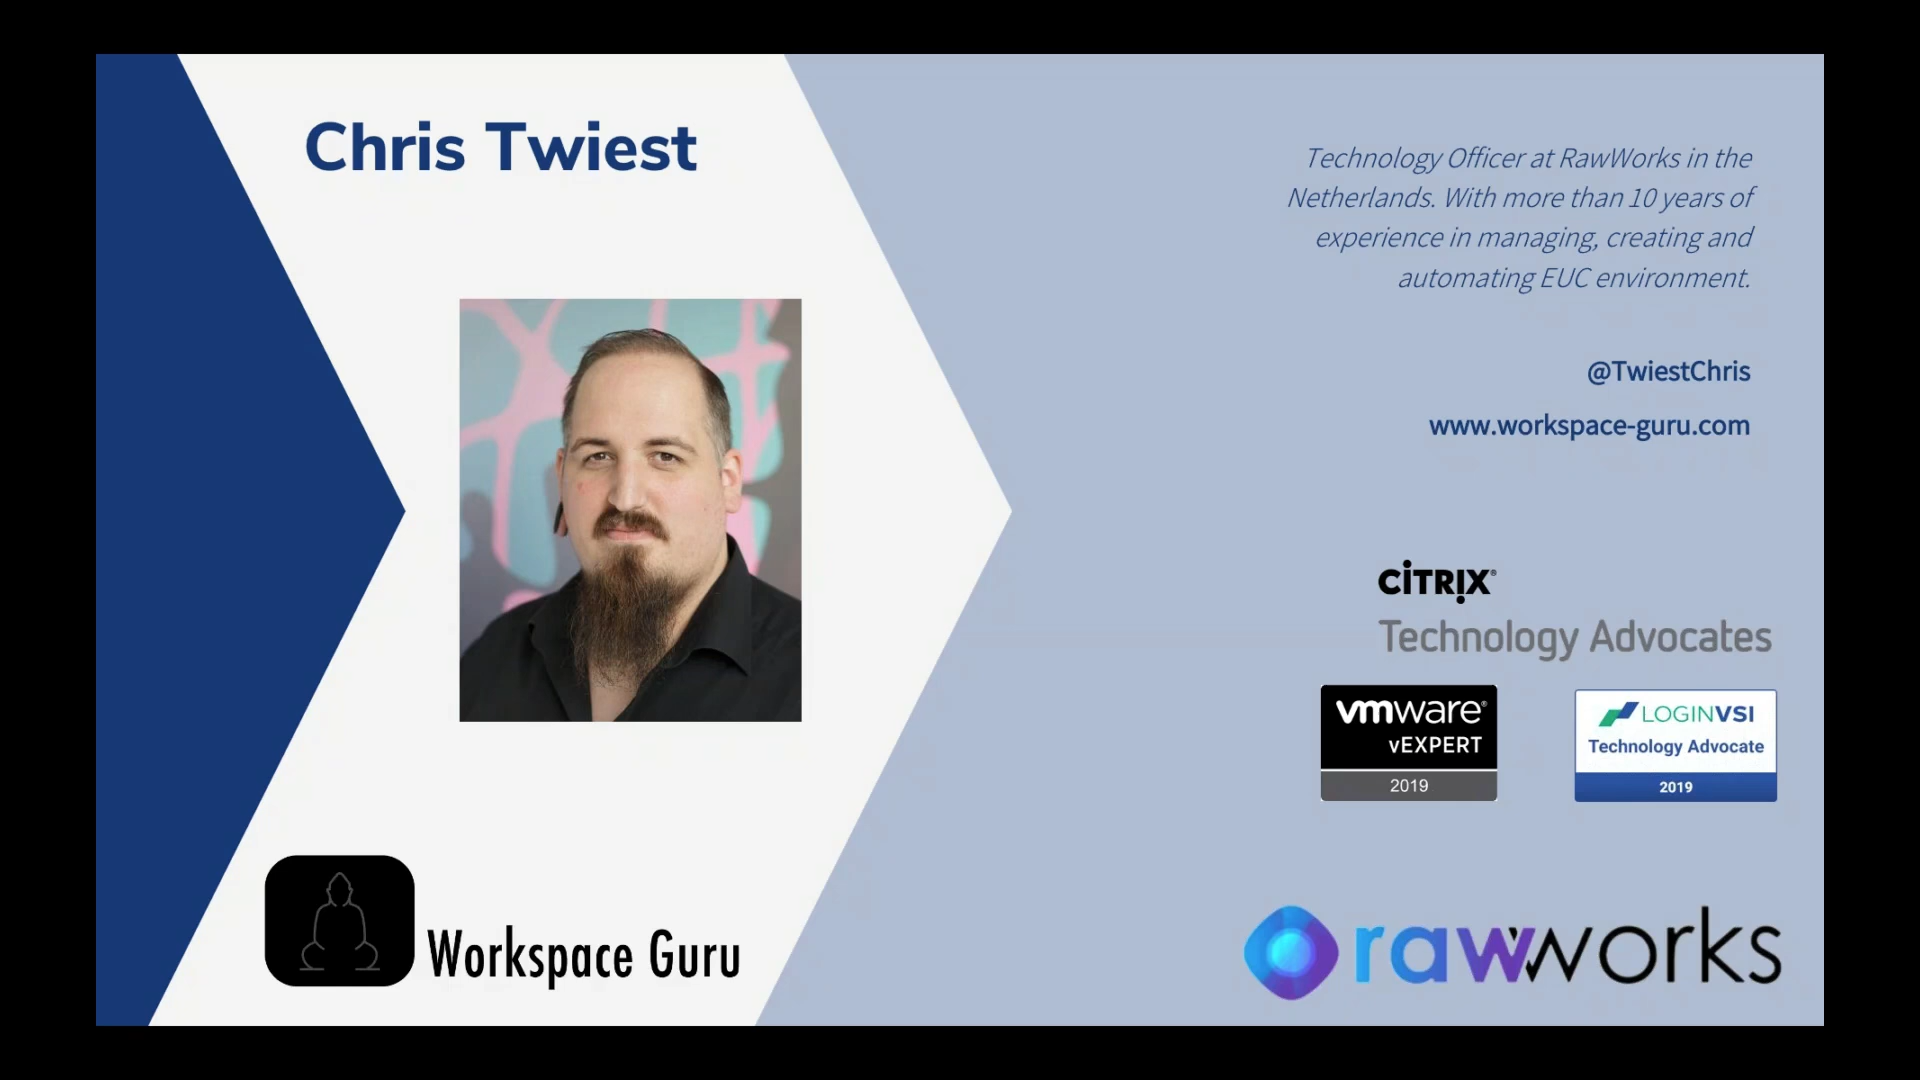 Chris Twiest
Technology Officer at RawWorks in the
Netherlands. With more than 10 years of
experience in managing, creating and
automating EUC environment.
@TwiestChris
www.workspace-guru.com
CITRIX®
Technology Advocates
vmware®
vEXPERT
2019
LOGINVSI
Technology Advocate
2019
Workspace Guru
rawworks